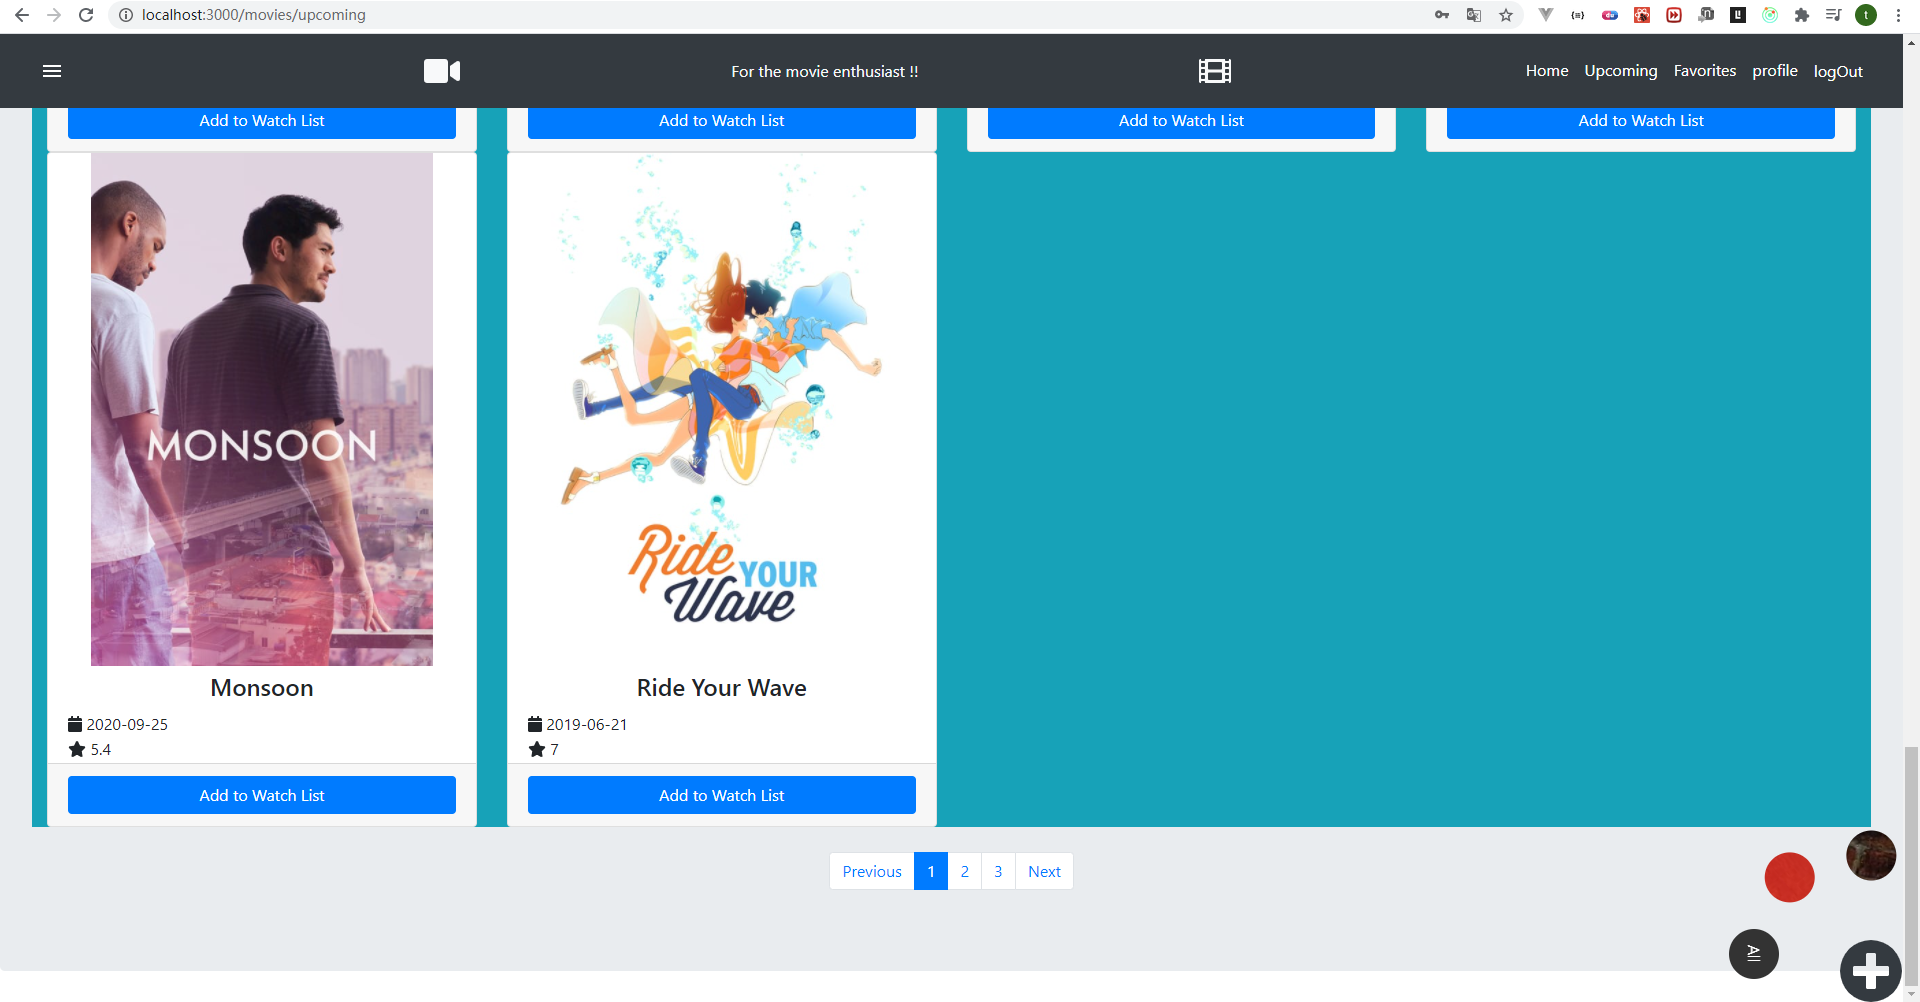 localhost:3000/movies/upcoming
For the movie enthusiast !!
Home Upcoming Favorites profile logOut
Add to Watch List Add to Watch List Add to Watch List Add to Watch List
MONSOON
Ride YOUR
Wave
Monsoon
2020-09-25
5.4
Add to Watch List
Ride Your Wave
2019-06-21
7
Add to Watch List
Previous 1 2 3 Next